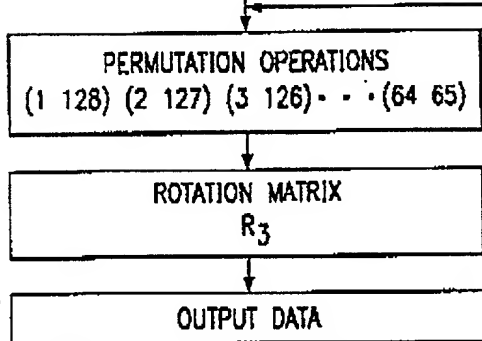 PERMUTATION OPERATIONS
(1 128) (2 127) (3 126)- - -(64 65)
ROTATION MATRIX
R3
OUTPUT DATA